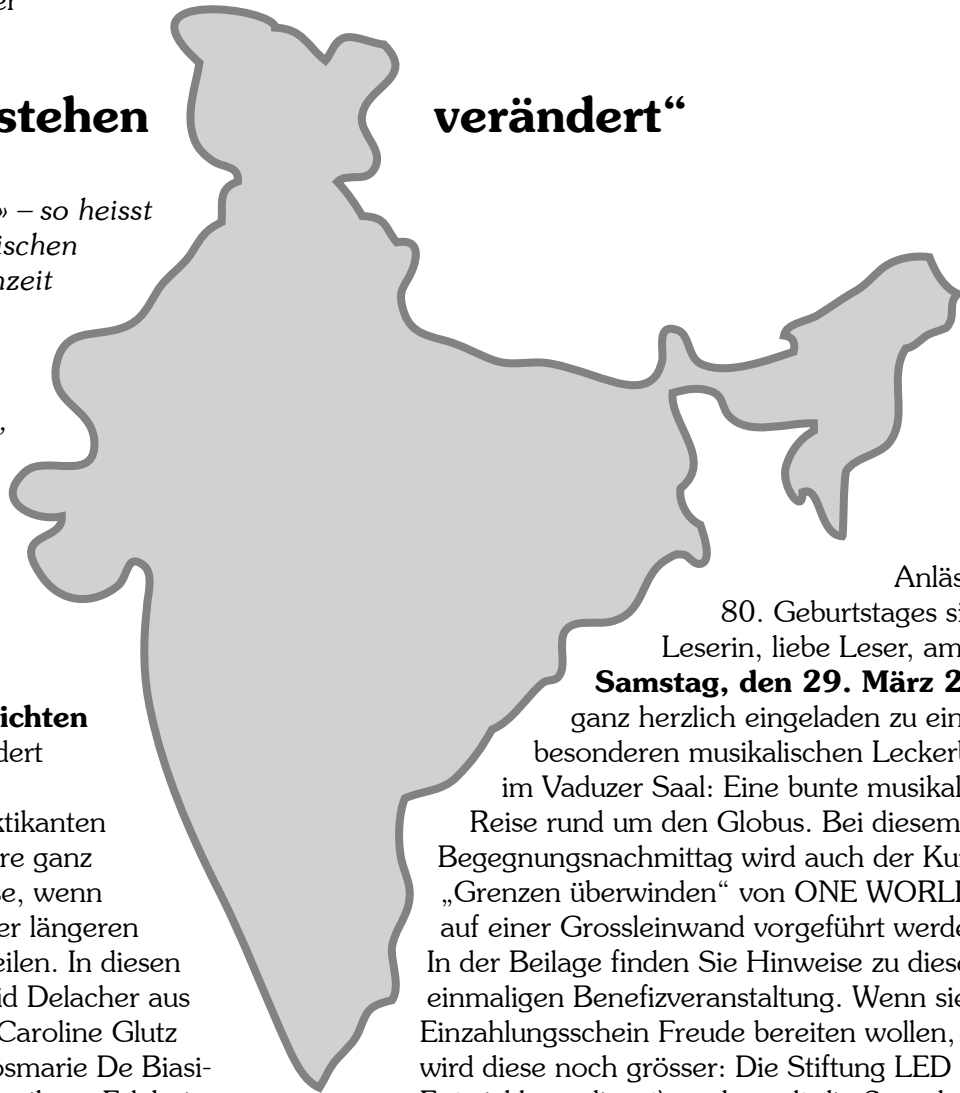 stehen verändert“
» – so heisst
ischen
nzeit
ichten
dert
ktikanten
re ganz
se, wenn
er längeren
eilen. In diesen
id Delacher aus
Caroline Glutz
osmarie De Biasi-
Anläs
80. Geburtstages si
Leserin, liebe Leser, am
Samstag, den 29. März 2
ganz herzlich eingeladen zu ein
besonderen musikalischen Leckerb
im Vaduzer Saal: Eine bunte musikal
Reise rund um den Globus. Bei diesem
Begegnungsnachmittag wird auch der Kur
„Grenzen überwinden“ von ONE WORLD
auf einer Grossleinwand vorgeführt werde
In der Beilage finden Sie Hinweise zu diese
einmaligen Benefizveranstaltung. Wenn sie
Einzahlungsschein Freude bereiten wollen,
wird diese noch grösser: Die Stiftung LED